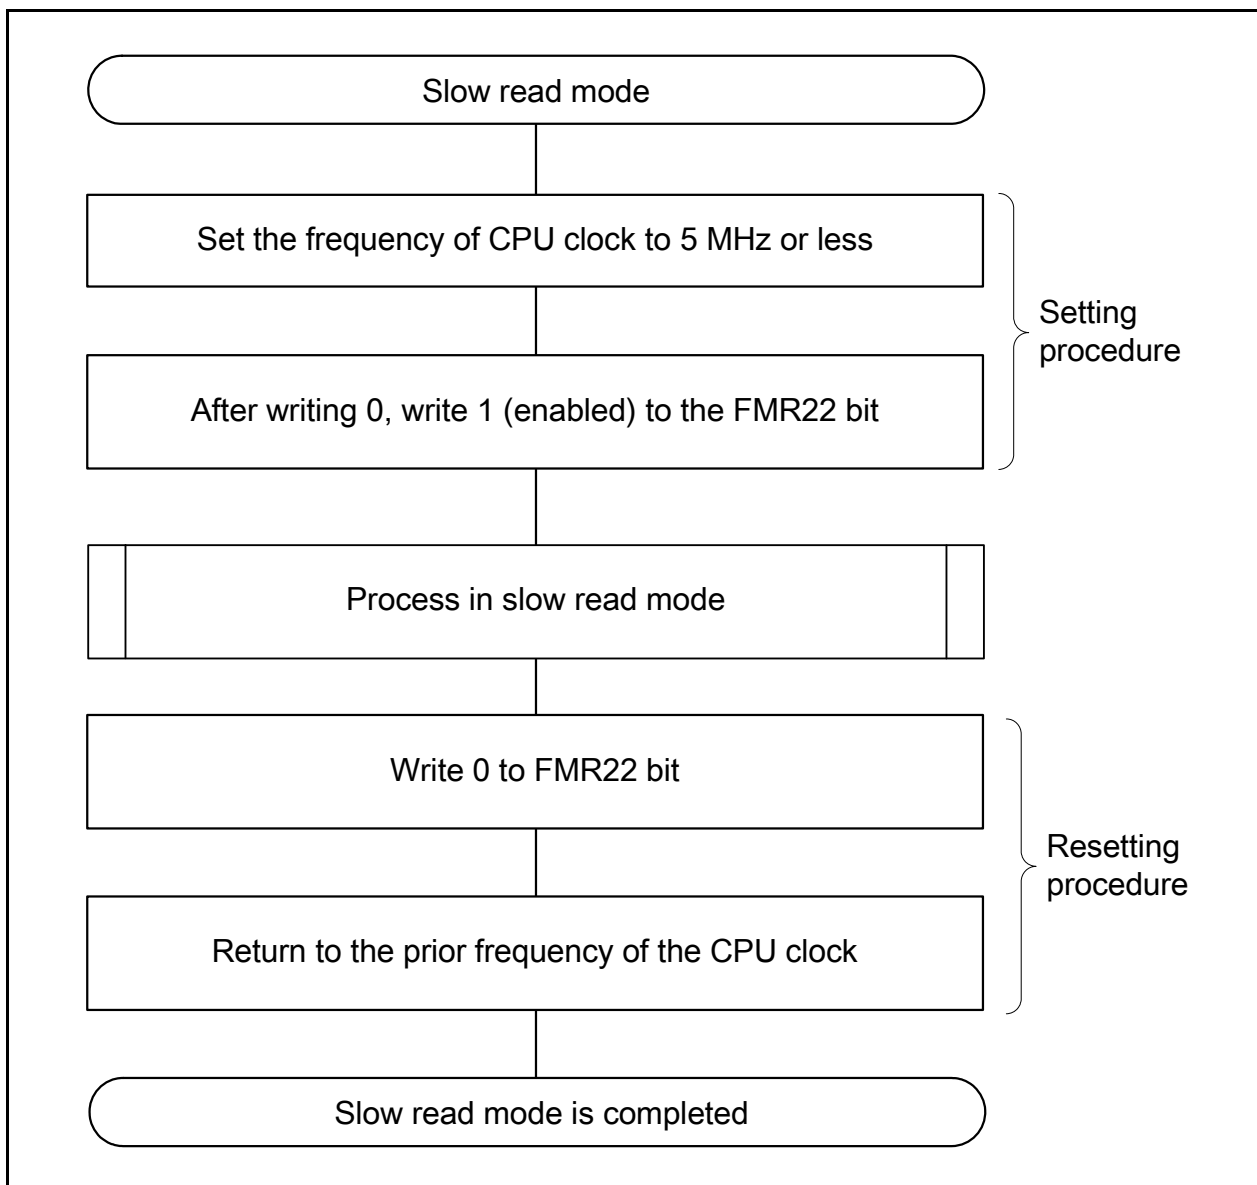 Slow read mode
Set the frequency of CPU clock to 5 MHz or less
Setting
procedure
After writing 0, write 1 (enabled) to the FMR22 bit
Process in slow read mode
Write 0 to FMR22 bit
Resetting
procedure
Return to the prior frequency of the CPU clock
Slow read mode is completed